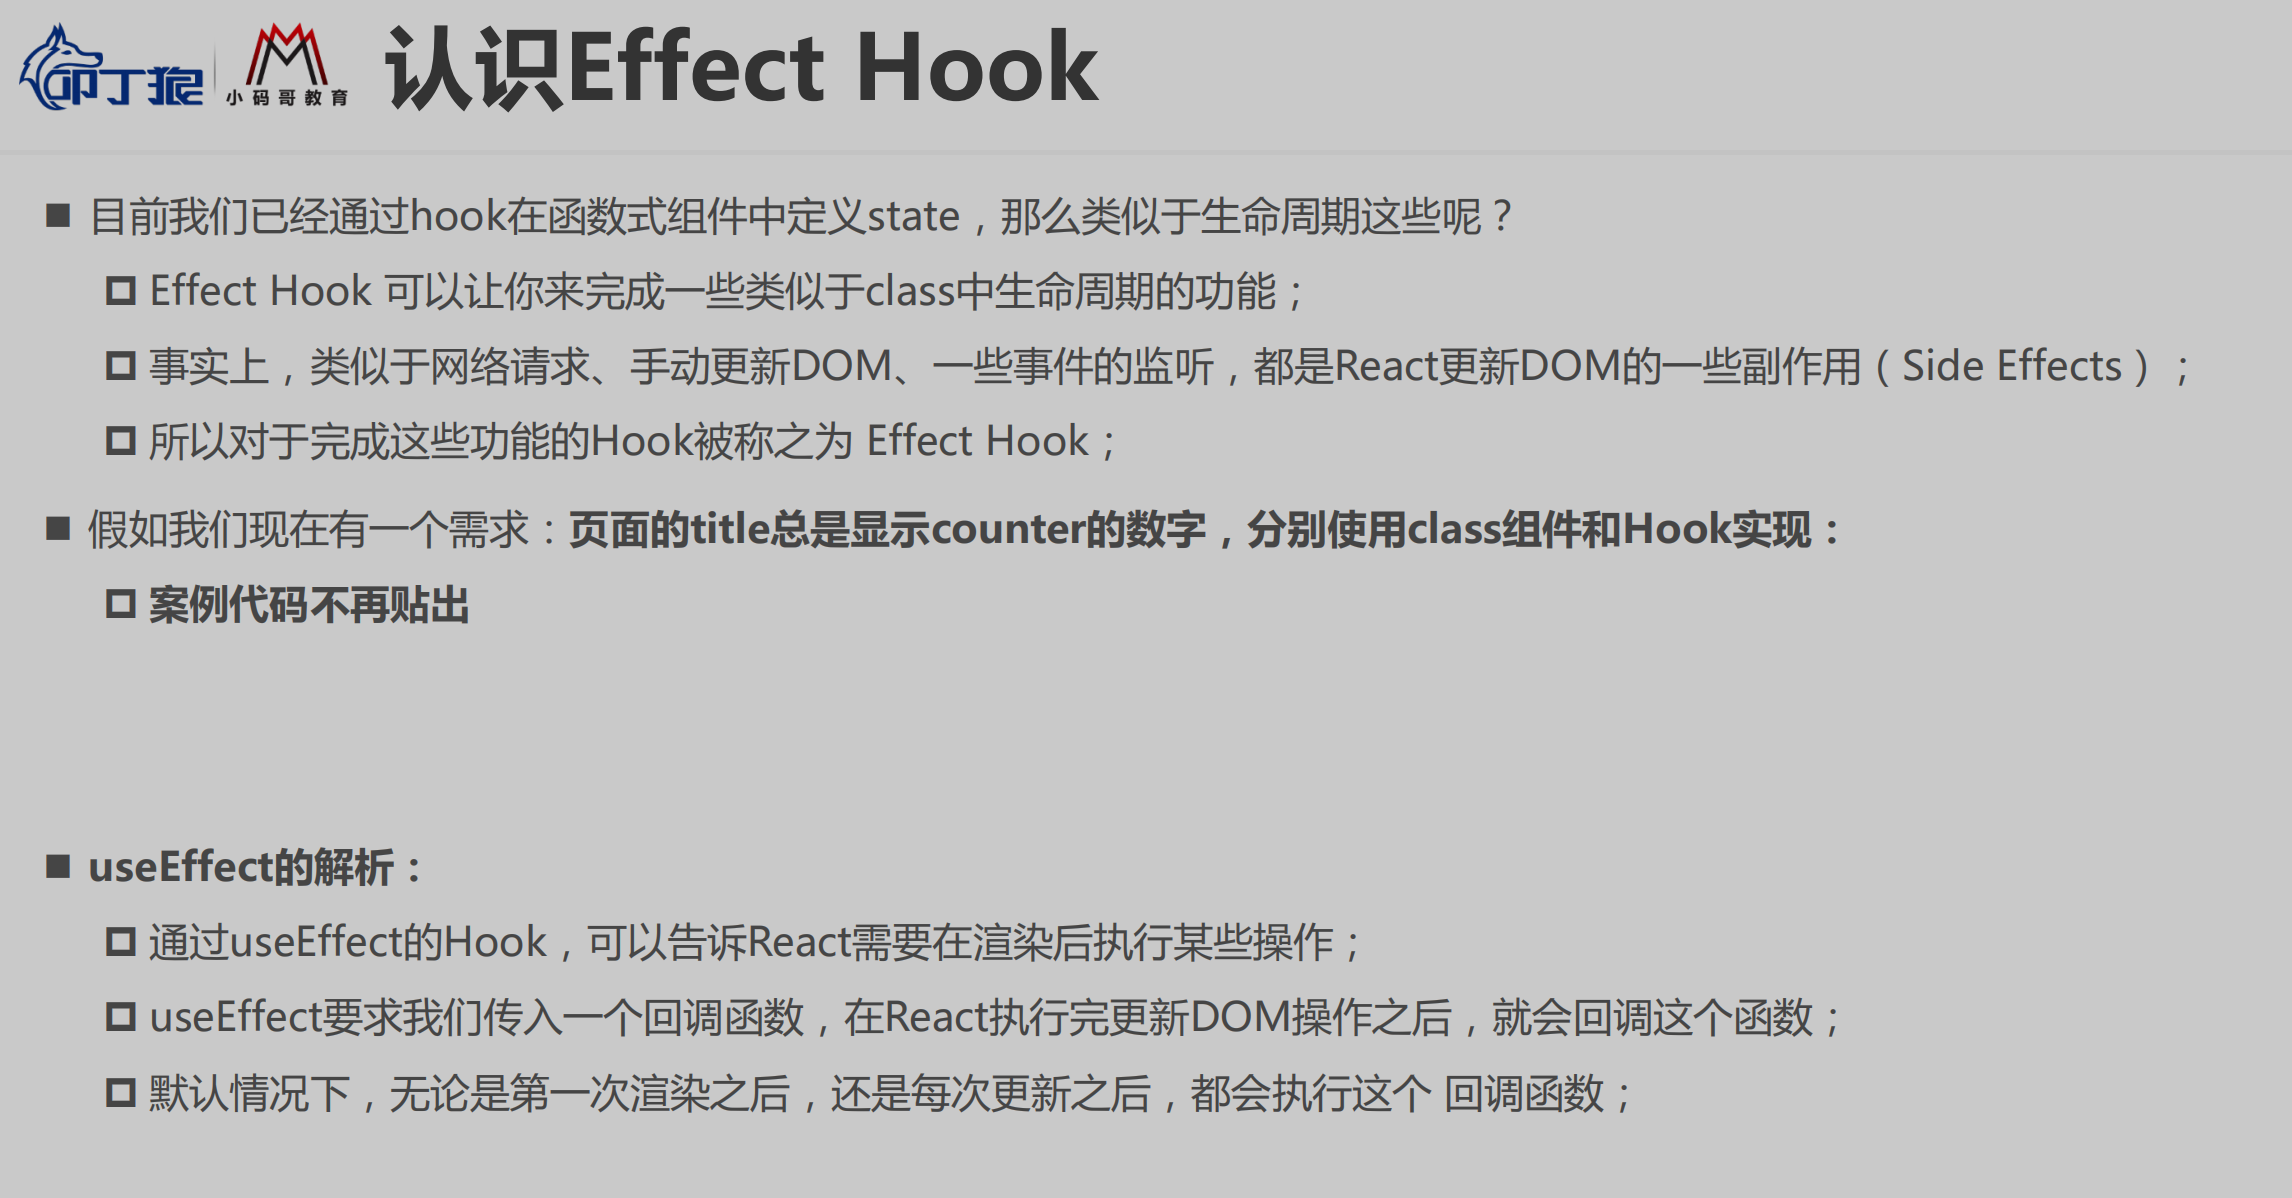 叩丁狼
小码哥教育
认识Effect Hook
目前我们已经通过hook在函数式组件中定义state，那么类似于生命周期这些呢？
Effect Hook 可以让你来完成一些类似于class中生命周期的功能；
事实上，类似于网络请求、手动更新DOM、一些事件的监听，都是React更新DOM的一些副作用（Side Effects）；
所以对于完成这些功能的Hook被称之为 Effect Hook；
假如我们现在有一个需求：页面的title总是显示counter的数字，分别使用class组件和Hook实现：
案例代码不再贴出
useEffect的解析：
通过useEffect的Hook，可以告诉React需要在渲染后执行某些操作；
useEffect要求我们传入一个回调函数，在React执行完更新DOM操作之后，就会回调这个函数；
默认情况下，无论是第一次渲染之后，还是每次更新之后，都会执行这个 回调函数；